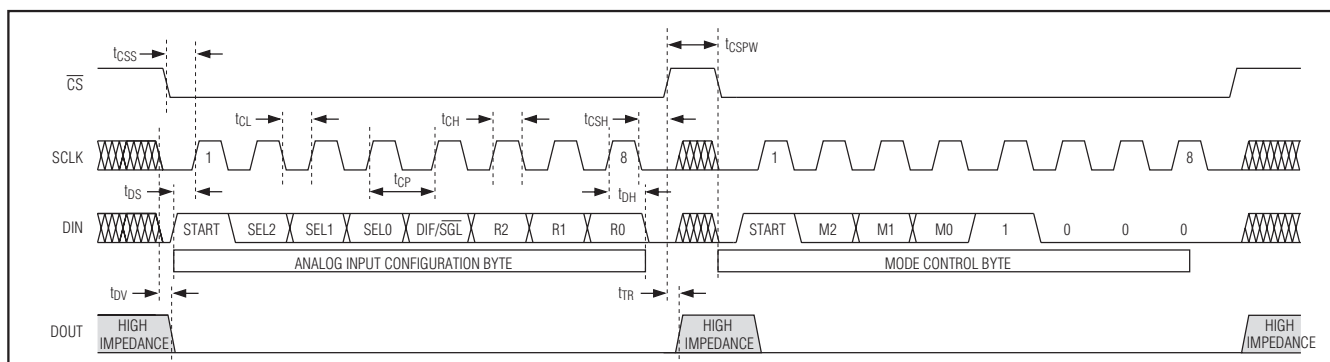 tCSS
tCSPW
CS
tCL
tCH
tCSH
SCLK
1
8
1
8
tCP
tDS
tDH
DIN
START
SEL2
SEL1
SEL0
DIF/SGL
R2
R1
R0
START
M2
M1
M0
1
0
0
0
ANALOG INPUT CONFIGURATION BYTE
MODE CONTROL BYTE
tDV
tTR
DOUT
HIGH
IMPEDANCE
HIGH
IMPEDANCE
HIGH
IMPEDANCE